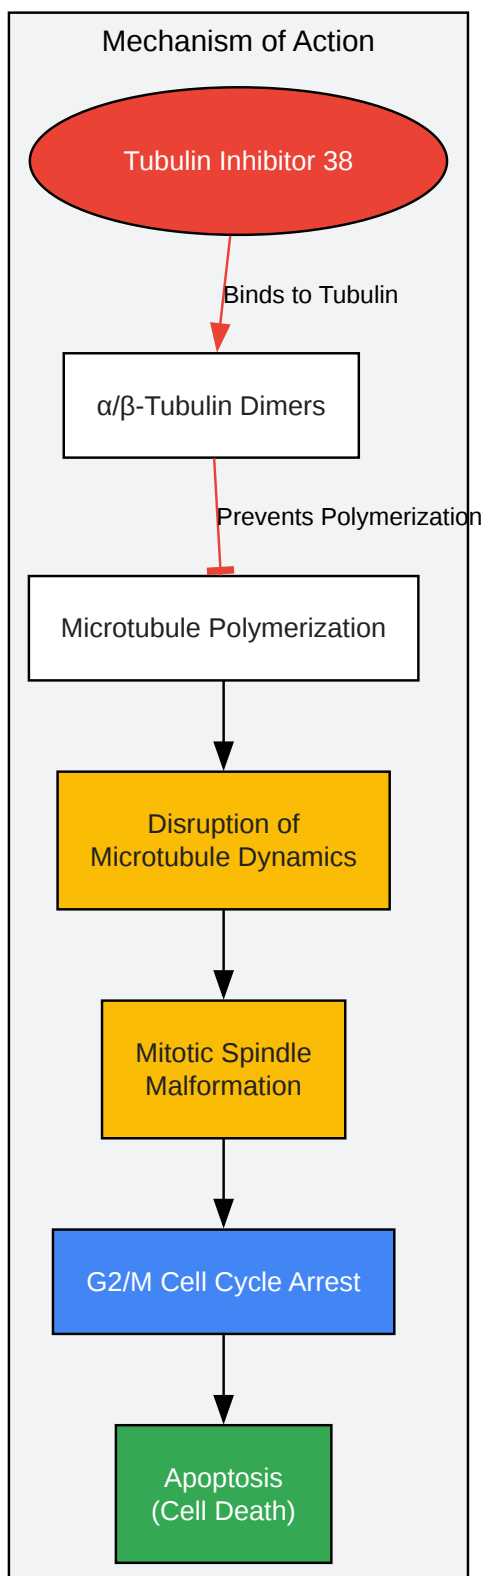 Mechanism of Action
Tubulin Inhibitor 38
Binds to Tubulin
α/β-Tubulin Dimers
Prevents Polymerization
Microtubule Polymerization
Disruption of
Microtubule Dynamics
Mitotic Spindle
Malformation
G2/M Cell Cycle Arrest
Apoptosis
(Cell Death)